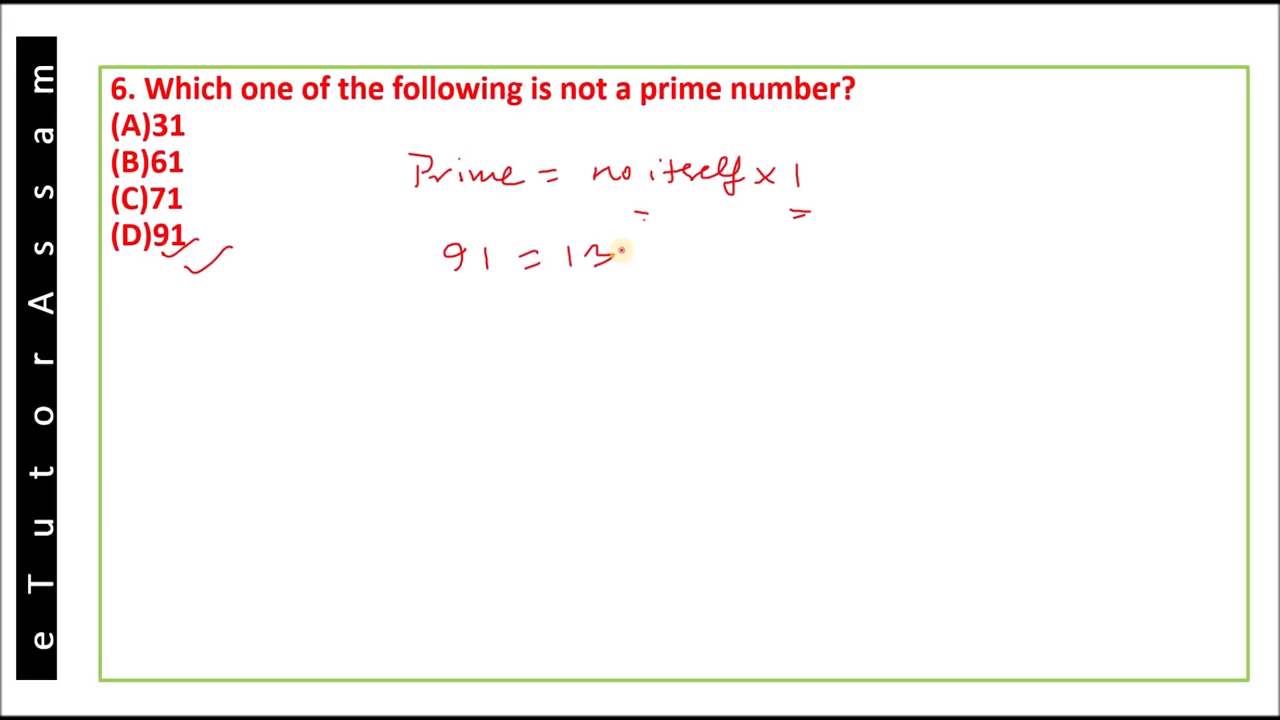 6. Which one of the following is not a prime number?
(A)31
(B)61
(C)71
(D)91
Prime = no itself x 1
91 = 13
eTutorAssam